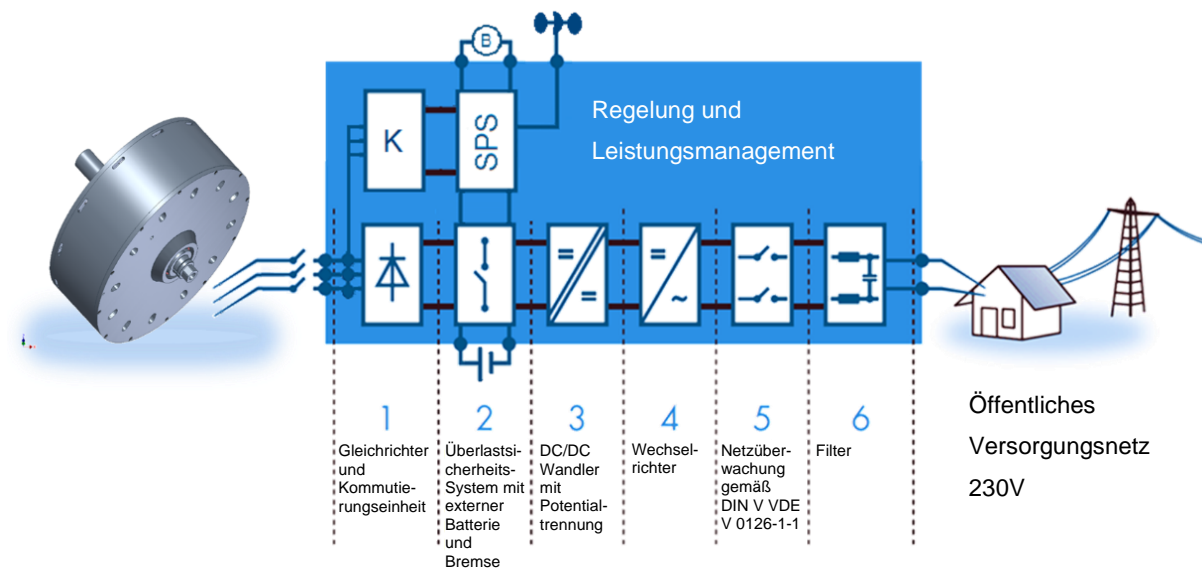 B
Regelung und
Leistungsmanagement
K
SPS
=
=
=
~
1
2
3
4
5
6
Gleichrichter
und
Kommutie-
rungseinheit
Überlastsi-
cherheits-
System mit
externer
Batterie
und
Bremse
DC/DC
Wandler
mit
Potential-
trennung
Wechsel-
richter
Netzüber-
wachung
gemäß
DIN V VDE
V 0126-1-1
Filter
Öffentliches
Versorgungsnetz
230V